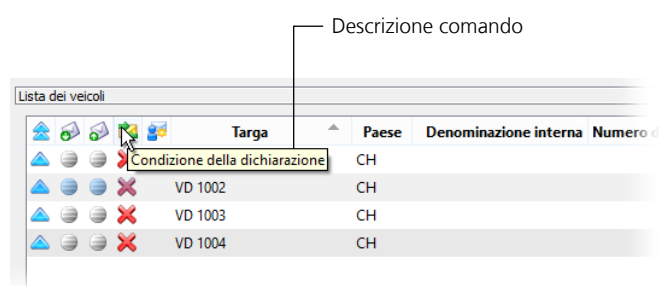 Descrizione comando
Lista dei veicoli
Targa Paese Denominazione interna Numero d
Condizione della dichiarazione CH
VD 1002 CH
VD 1003 CH
VD 1004 CH